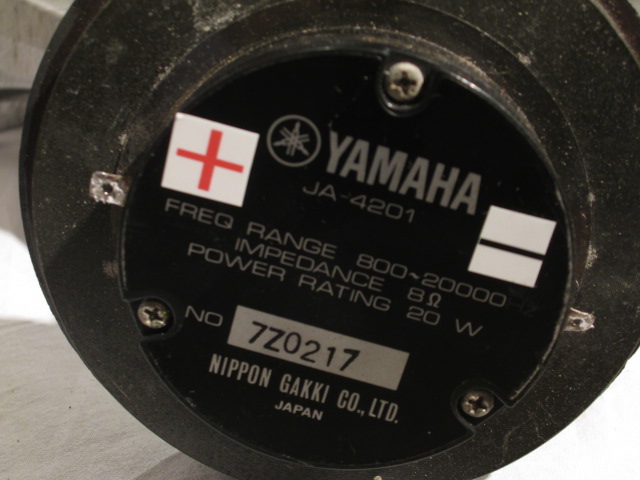 +
YAMAHA
JA-4201
−
FREQ RANGE 800~20000
IMPEDANCE 8Ω
POWER RATING 20 W
NO 7Z0217
NIPPON GAKKI CO., LTD.
JAPAN